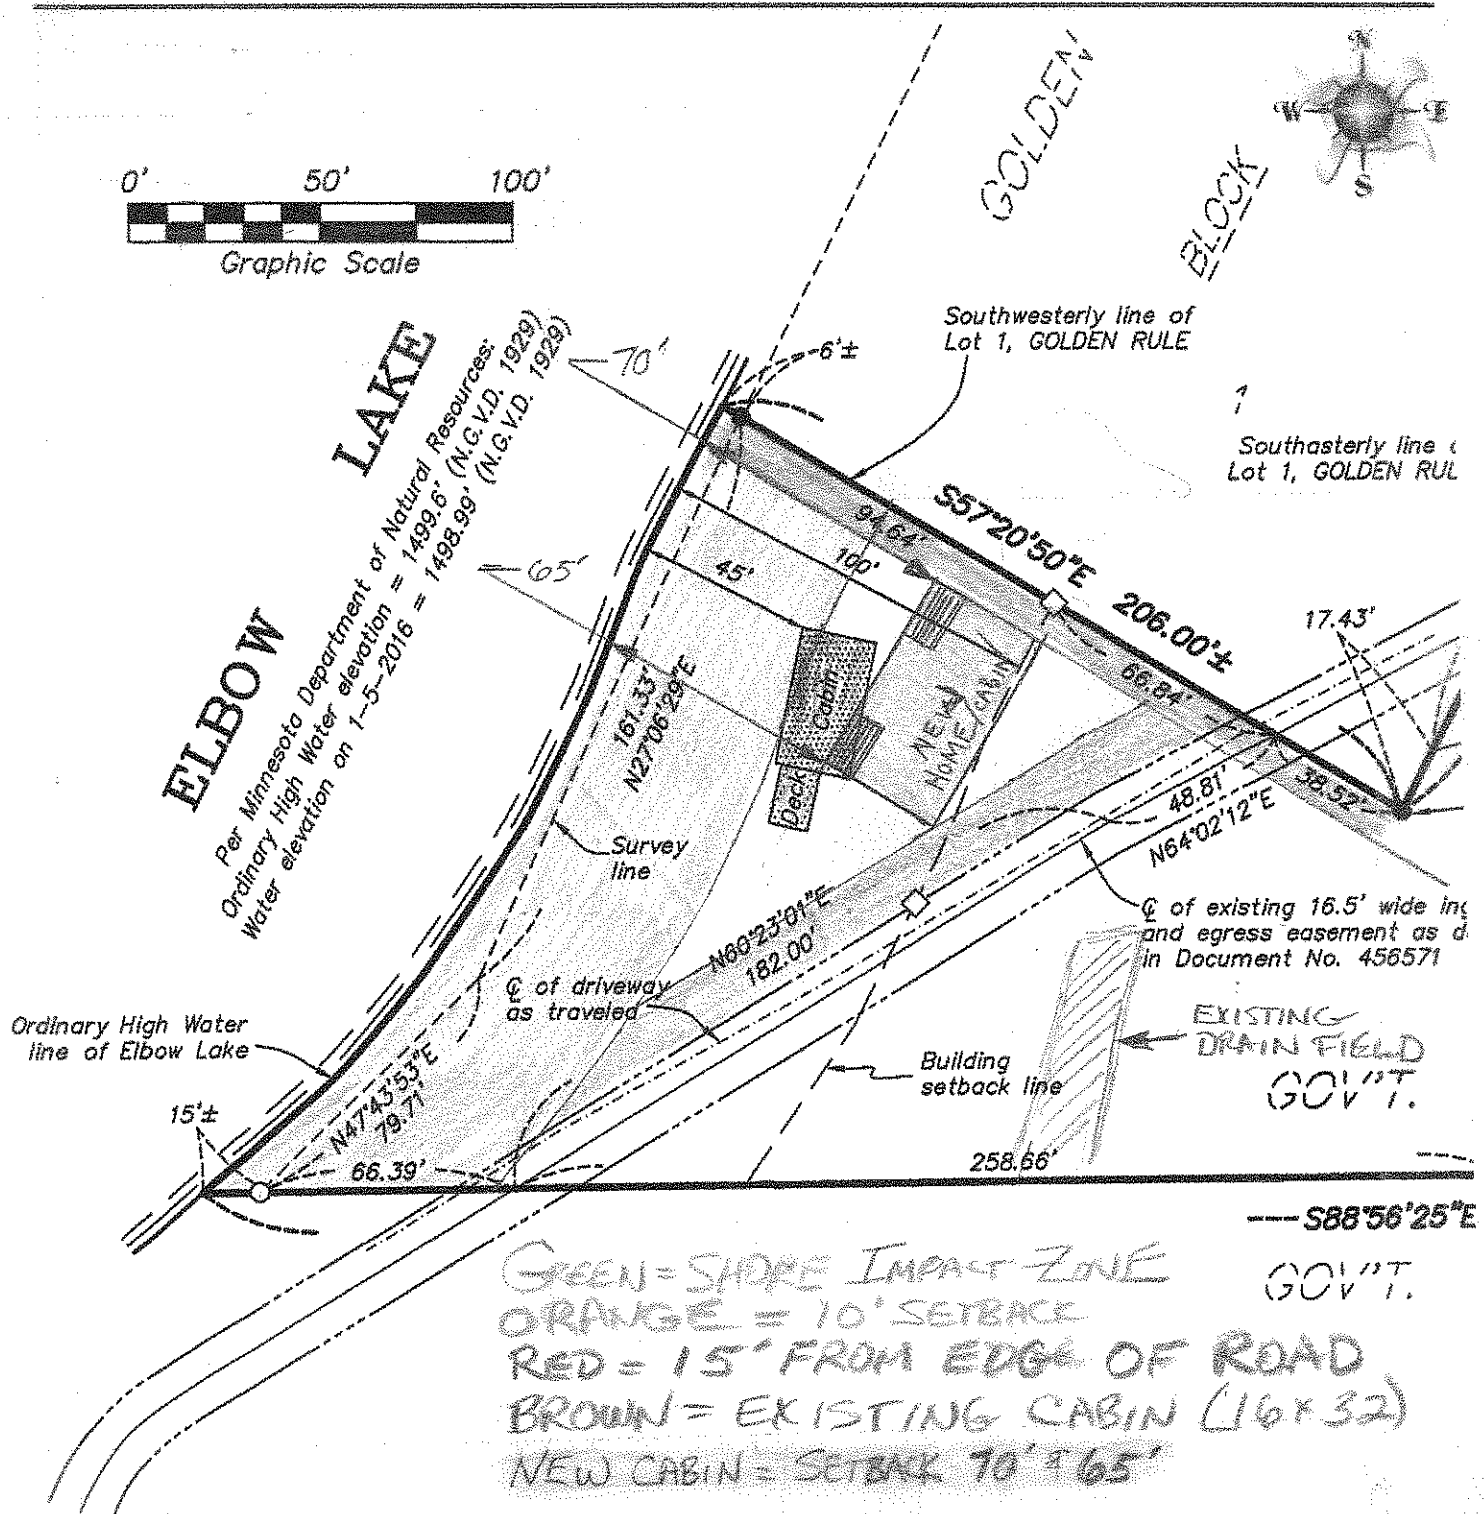 N
W E
S
0' 50' 100'
Graphic Scale
GOLDEN
BLOCK
1
ELBOW LAKE
Per Minnesota Department of Natural Resources:
Ordinary High Water elevation = 1499.6' (N.G.V.D. 1929)
Water elevation on 1-5-2016 = 1498.99' (N.G.V.D. 1929)
70'
65'
6'±
Southwesterly line of
Lot 1, GOLDEN RULE
Southasterly line
Lot 1, GOLDEN RUL
S57°20'50"E 206.00'±
94.64'
100'
45'
66.84'
17.43'
38.52'
48.81'
N64°02'12"E
161.33'
N27°06'29"E
Cabin
Deck
NEW
HOME/CABIN
Survey
line
N60°23'01"E
182.00'
℄ of driveway
as traveled
℄ of existing 16.5' wide ing
and egress easement as d
in Document No. 456571
EXISTING
DRAIN FIELD
GOV'T.
Building
setback line
Ordinary High Water
line of Elbow Lake
15'±
N47°43'53"E
79.71'
66.39'
258.66'
S88°56'25"E
GOV'T.
GREEN = SHORE IMPACT ZONE
ORANGE = 10' SETBACK
RED = 15' FROM EDGE OF ROAD
BROWN = EXISTING CABIN (16x32)
NEW CABIN = SETBACK 70' & 65'